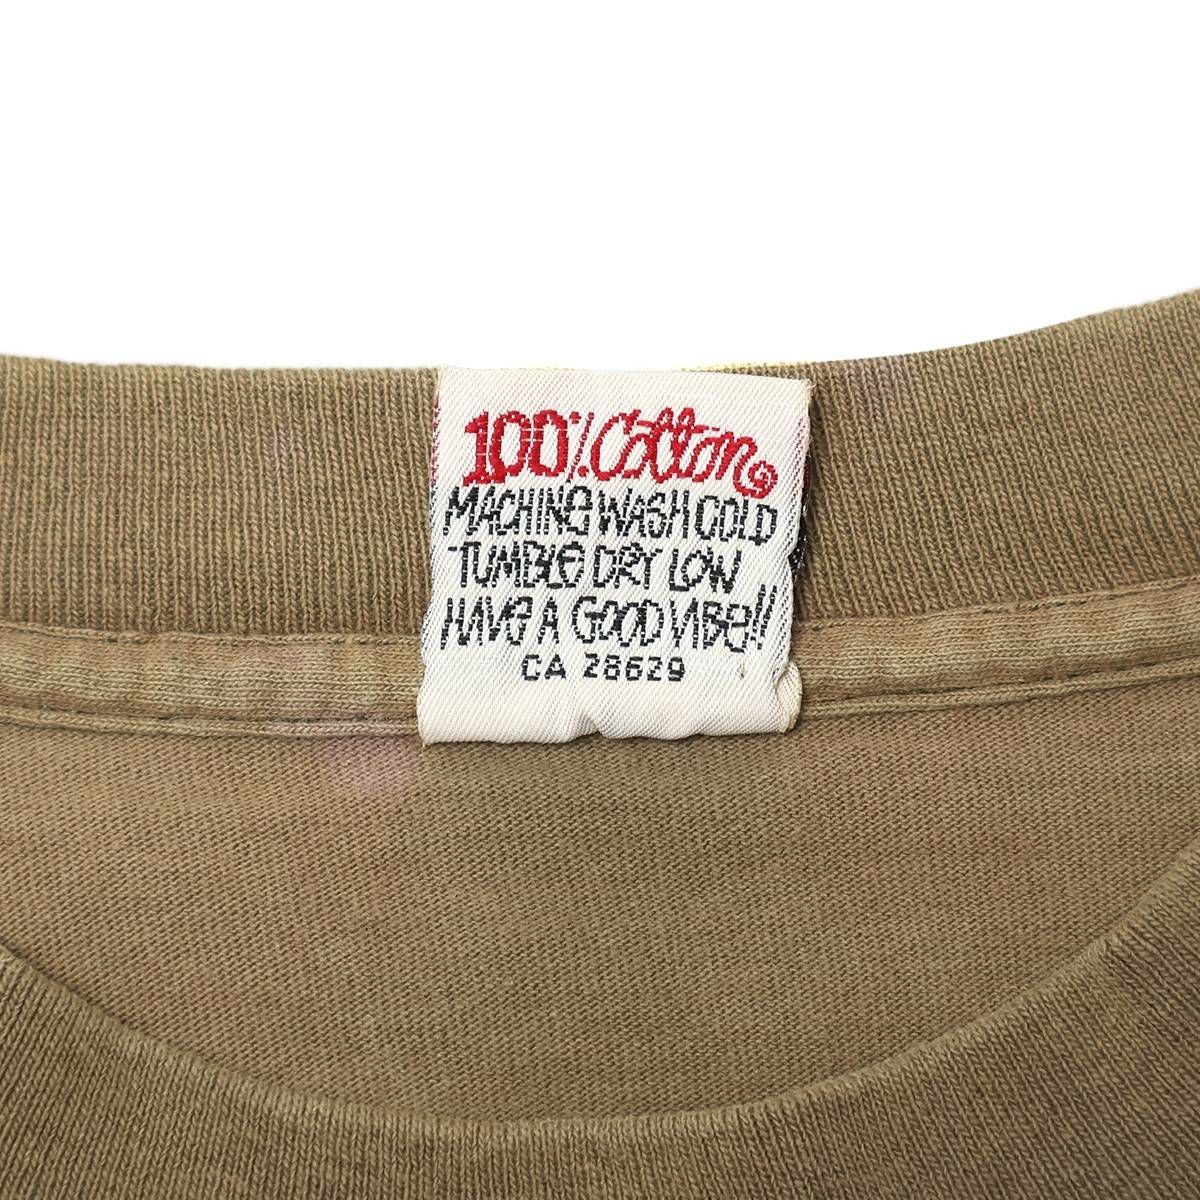 100% Cotton
MACHINE WASH COLD
TUMBLE DRY LOW
HAVE A GOOD VIBE!!
CA 28629